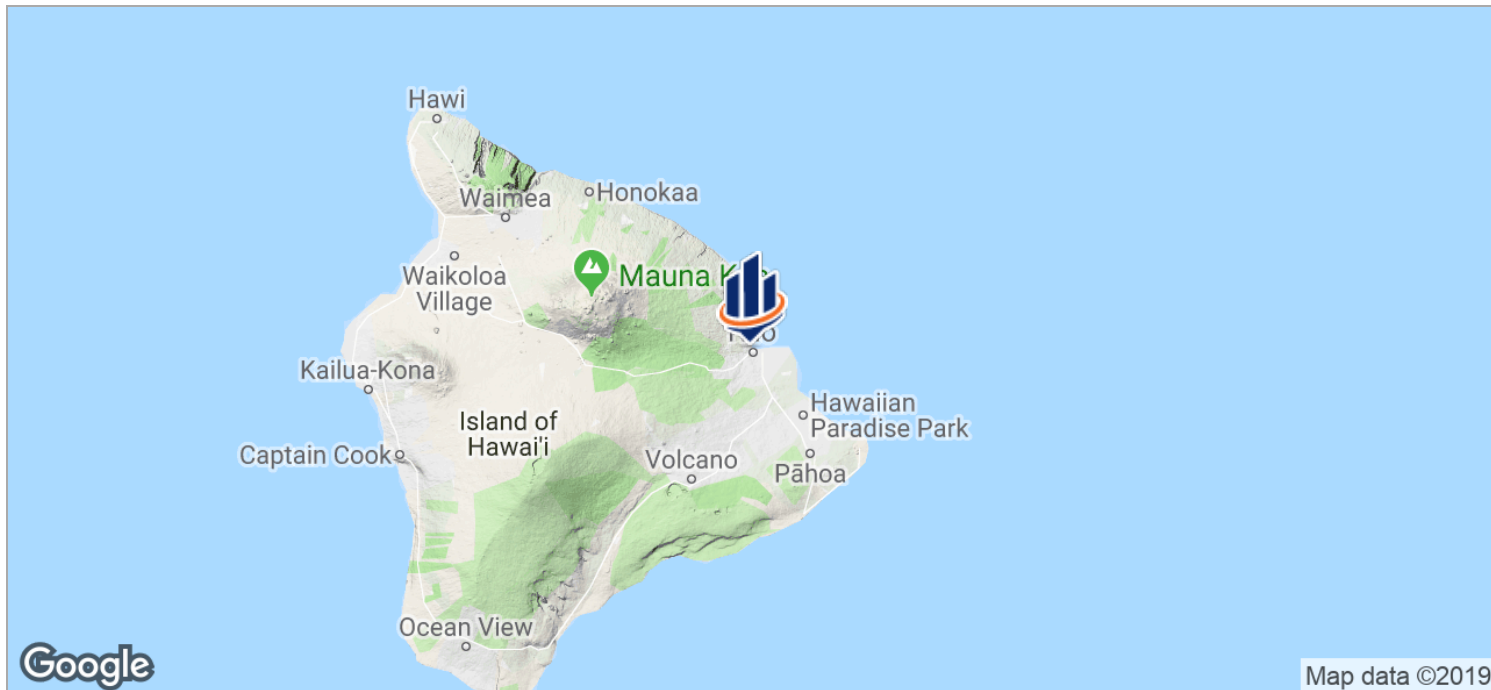 Hawi
Honokaa
Waimea
Mauna
Waikoloa
Village
Kailua-Kona
Hawaiian
Paradise Park
Island of
Hawai'i
Captain Cook
Volcano
Pāhoa
Ocean View
Google
Map data ©2019